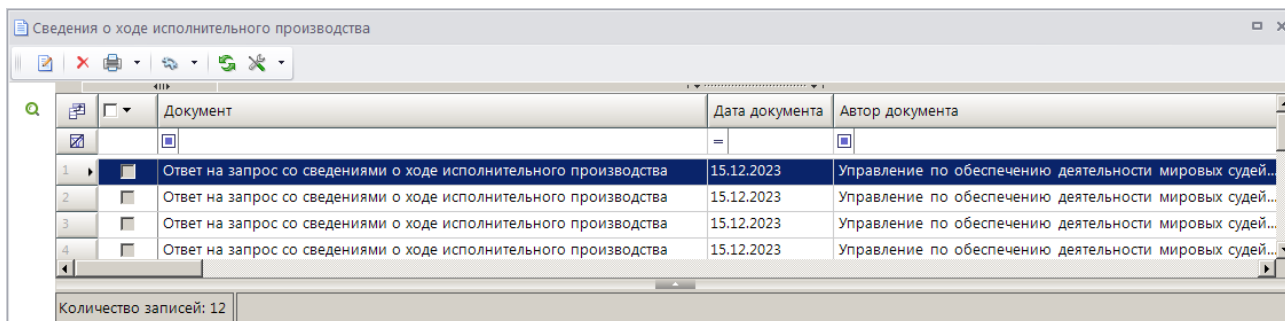 Сведения о ходе исполнительного производства
Документ Дата документа Автор документа
=
1 Ответ на запрос со сведениями о ходе исполнительного производства 15.12.2023 Управление по обеспечению деятельности мировых судей...
2 Ответ на запрос со сведениями о ходе исполнительного производства 15.12.2023 Управление по обеспечению деятельности мировых судей...
3 Ответ на запрос со сведениями о ходе исполнительного производства 15.12.2023 Управление по обеспечению деятельности мировых судей...
4 Ответ на запрос со сведениями о ходе исполнительного производства 15.12.2023 Управление по обеспечению деятельности мировых судей...
Количество записей: 12